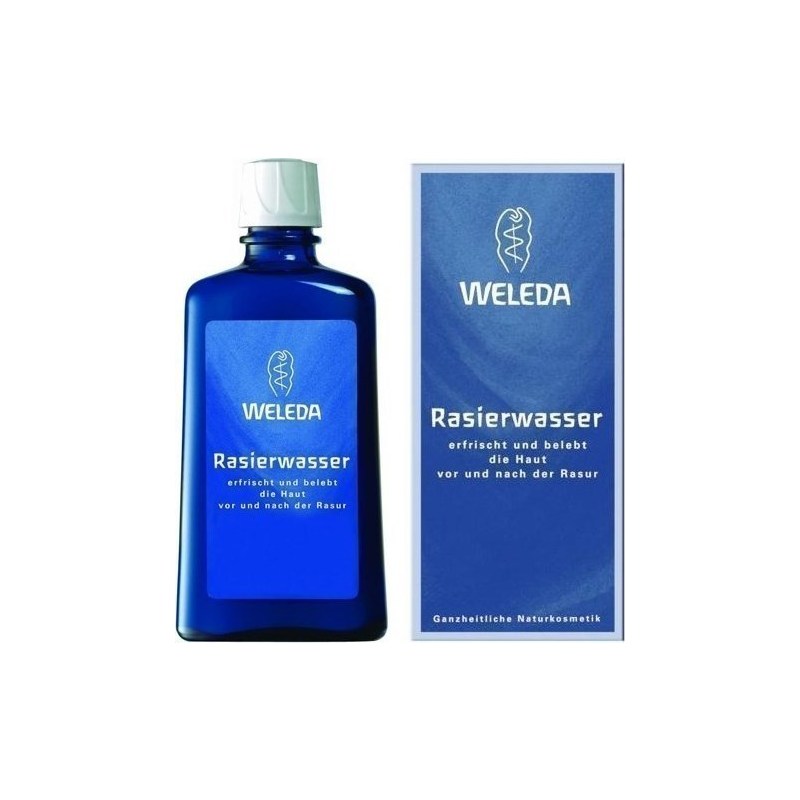 WELEDA
Rasierwasser
erfrischt und belebt
die Haut
vor und nach der Rasur
WELEDA
Rasierwasser
erfrischt und belebt
die Haut
vor und nach der Rasur
Ganzheitliche Naturkosmetik